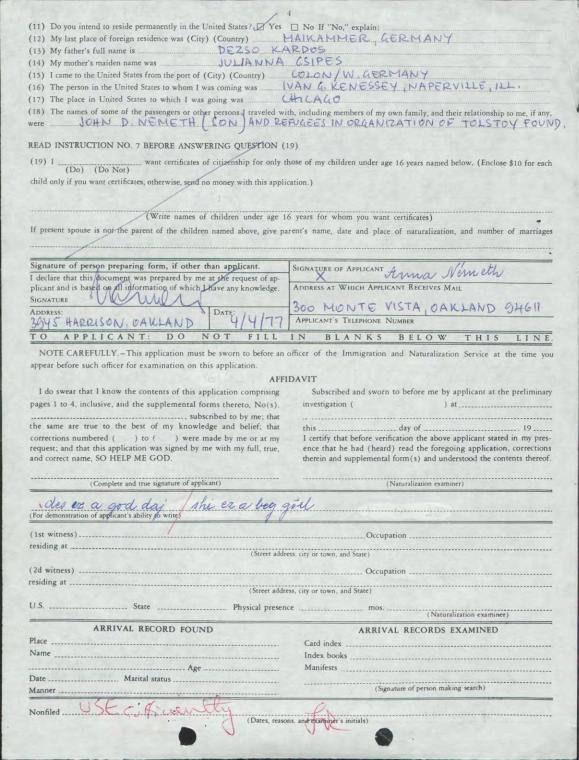 4
(11) Do you intend to reside permanently in the United States? ☑ Yes ☐ No If "No," explain:
(12) My last place of foreign residence was (City) (Country) MAIKAMMER, GERMANY
(13) My father's full name is DEZSO KARDOS
(14) My mother's maiden name was JULIANNA CSIPES
(15) I came to the United States from the port of (City) (Country) COLON/W. GERMANY
(16) The person in the United States to whom I was coming was IVAN G. KENESSEY, NAPERVILLE, ILL.
(17) The place in the United States to which I was going was CHICAGO
(18) The names of some of the passengers or other persons I traveled with, including members of my own family, and their relationship to me, if any,
were JOHN D. NEMETH (SON) AND REFUGEES IN ORGANIZATION OF TOLSTOY FOUND.
READ INSTRUCTION NO. 7 BEFORE ANSWERING QUESTION (19)
(19) I want certificates of citizenship for only those of my children under age 16 years named below. (Enclose $10 for each
(Do) (Do Not)
child only if you want certificates, otherwise, send no money with this application.)
(Write names of children under age 16 years for whom you want certificates)
If present spouse is not the parent of the children named above, give parent's name, date and place of naturalization, and number of marriages
Signature of person preparing form, if other than applicant.
I declare that this document was prepared by me at the request of applicant and is based on all information of which I have any knowledge.
SIGNATURE
SIGNATURE OF APPLICANT
X Anna Németh
ADDRESS AT WHICH APPLICANT RECEIVES MAIL
300 MONTE VISTA, OAKLAND 94611
ADDRESS:
3945 HARRISON, OAKLAND
DATE:
4/4/77
APPLICANT'S TELEPHONE NUMBER
TO APPLICANT: DO NOT FILL IN BLANKS BELOW THIS LINE.
NOTE CAREFULLY.—This application must be sworn to before an officer of the Immigration and Naturalization Service at the time you
appear before such officer for examination on this application.
AFFIDAVIT
I do swear that I know the contents of this application comprising
pages 1 to 4, inclusive, and the supplemental forms thereto, No(s).
subscribed to by me; that
the same are true to the best of my knowledge and belief; that
corrections numbered ( ) to ( ) were made by me or at my
request; and that this application was signed by me with my full, true,
and correct name, SO HELP ME GOD.
(Complete and true signature of applicant)
Subscribed and sworn to before me by applicant at the preliminary
investigation ( ) at
this day of 19
I certify that before verification the above applicant stated in my presence
that he had (heard) read the foregoing application, corrections
therein and supplemental form(s) and understood the contents thereof.
(Naturalization examiner)
des ez a god daj / shi ez a beg görl
(For demonstration of applicant's ability to write)
(1st witness) Occupation
residing at
(Street address, city or town, and State)
(2d witness) Occupation
residing at
(Street address, city or town, and State)
U.S. State Physical presence mos.
(Naturalization examiner)
ARRIVAL RECORD FOUND
Place
Name
Age
Date Marital status
Manner
ARRIVAL RECORDS EXAMINED
Card index
Index books
Manifests
(Signature of person making search)
Nonfiled
(Dates, reasons, and examiner's initials)